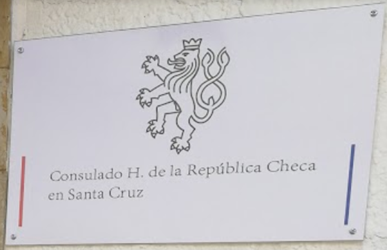 Consulado H. de la República Checa
en Santa Cruz